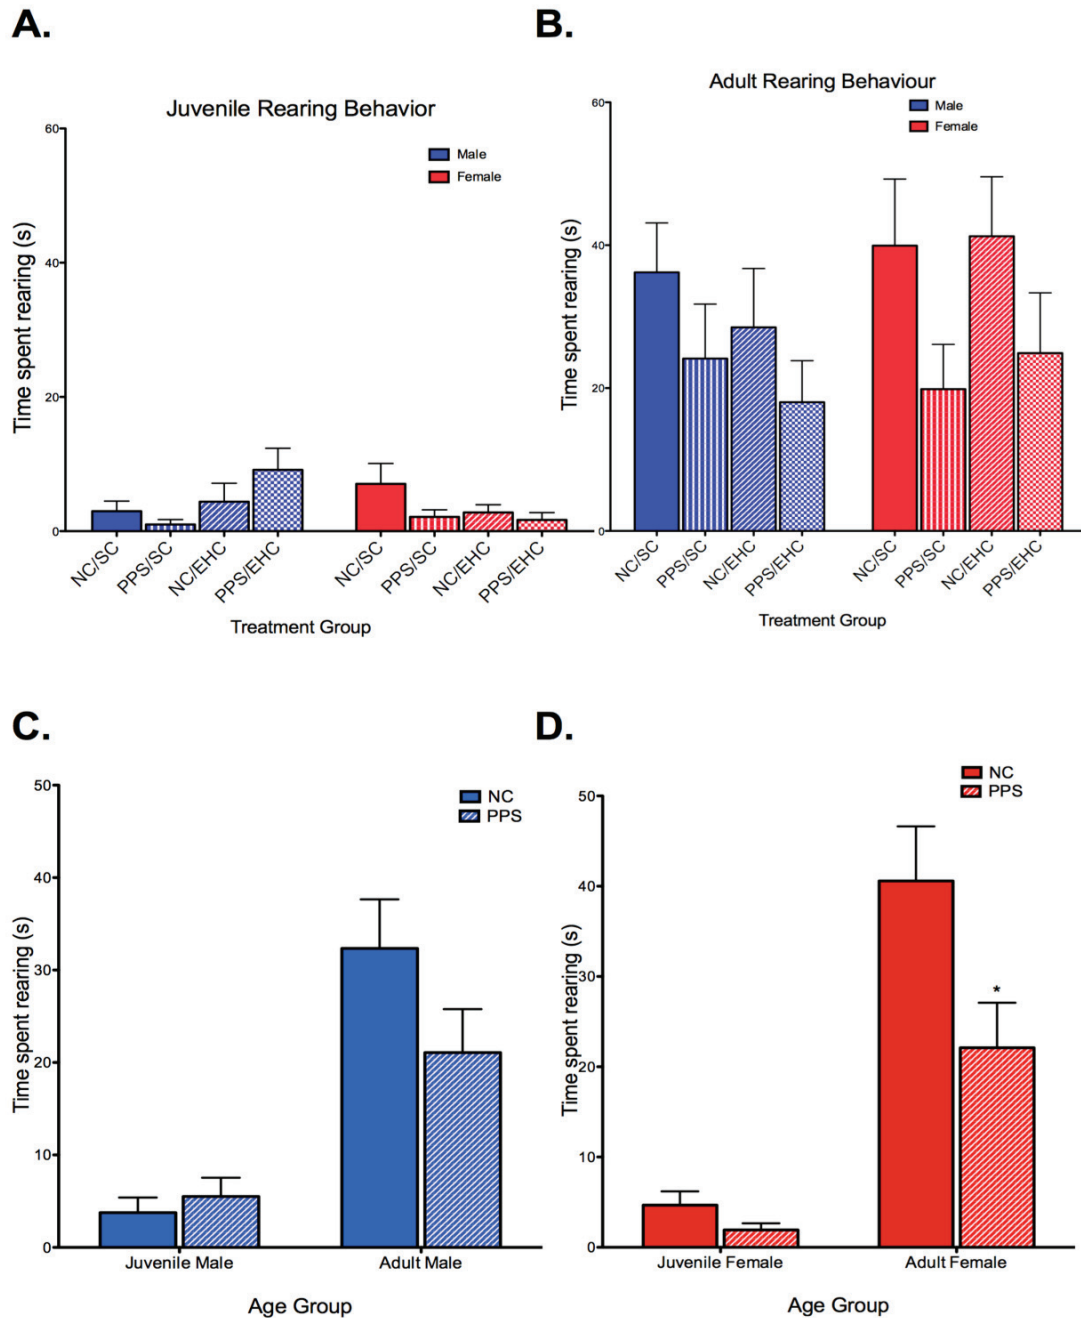 A.
Juvenile Rearing Behavior
Male
Female
Time spent rearing (s)
60
40
20
0
NC/SC
PPS/SC
NC/EHC
PPS/EHC
NC/SC
PPS/SC
NC/EHC
PPS/EHC
Treatment Group
B.
Adult Rearing Behaviour
Male
Female
Time spent rearing (s)
60
40
20
0
NC/SC
PPS/SC
NC/EHC
PPS/EHC
NC/SC
PPS/SC
NC/EHC
PPS/EHC
Treatment Group
C.
NC
PPS
Time spent rearing (s)
50
40
30
20
10
0
Juvenile Male
Adult Male
Age Group
D.
NC
PPS
Time spent rearing (s)
50
40
30
20
10
0
*
Juvenile Female
Adult Female
Age Group